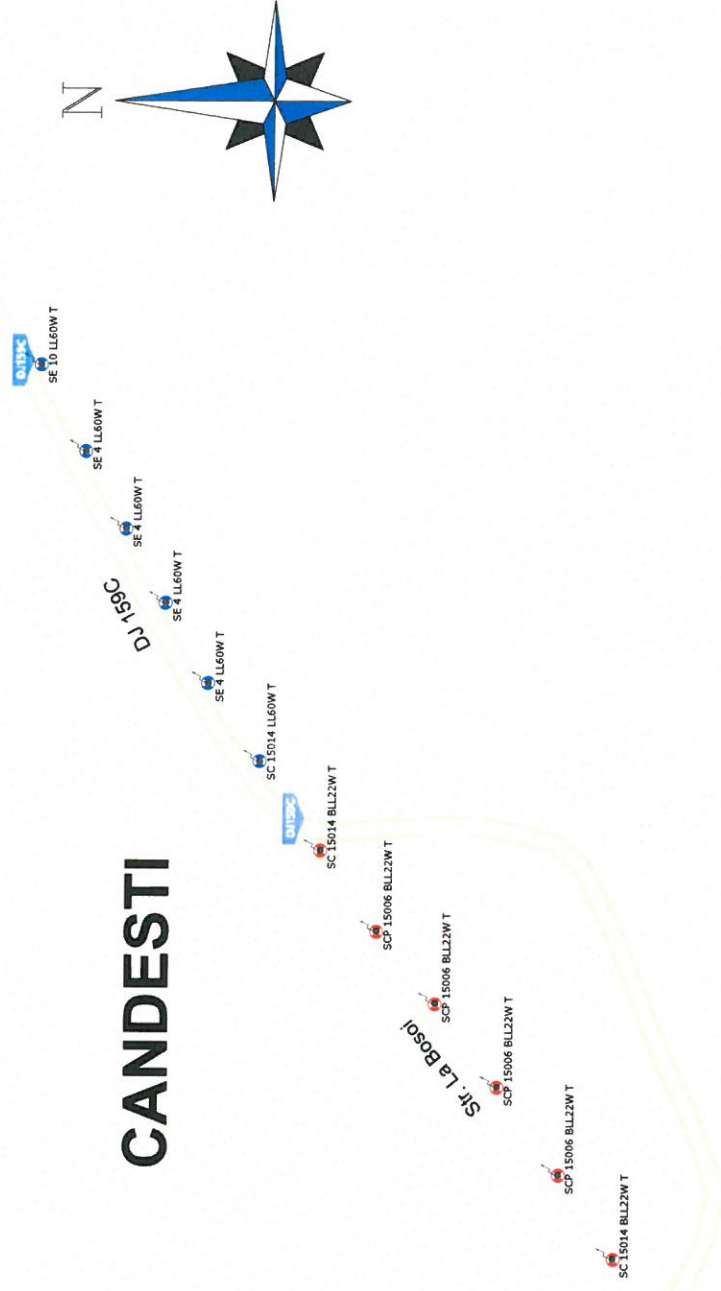 N
DJ159C
SE 10 LL60W T
SE 4 LL60W T
SE 4 LL60W T
DJ 159C
SE 4 LL60W T
SE 4 LL60W T
SC 15014 LL60W T
DJ159C
CANDESTI
SC 15014 BLL22W T
SCP 15006 BLL22W T
SCP 15006 BLL22W T
Str. La Bosoi
SCP 15006 BLL22W T
SCP 15006 BLL22W T
SC 15014 BLL22W T